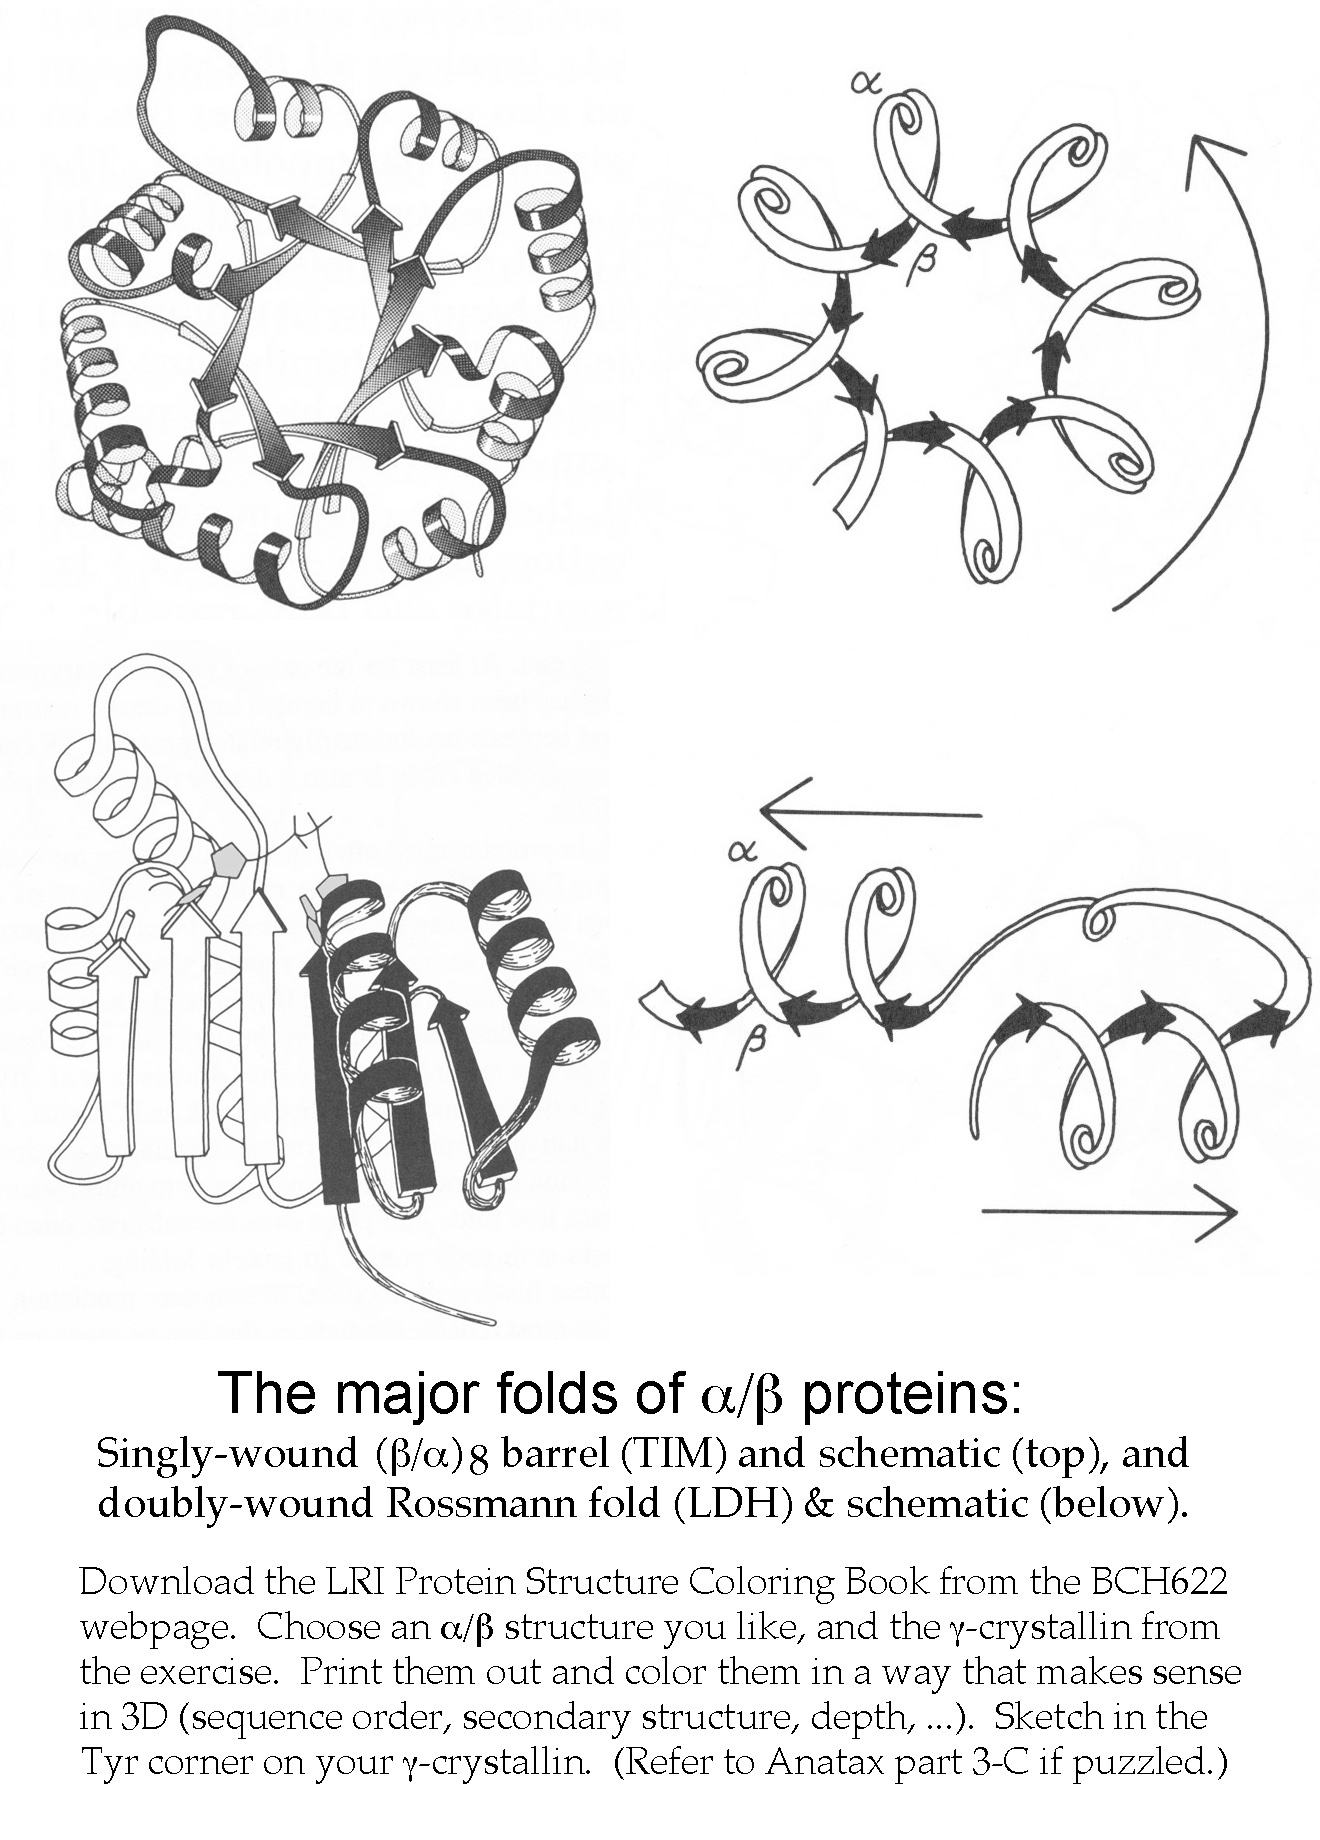 α
β
α
β
The major folds of α/β proteins:
Singly-wound (β/α)8 barrel (TIM) and schematic (top), and
doubly-wound Rossmann fold (LDH) & schematic (below).
Download the LRI Protein Structure Coloring Book from the BCH622
webpage.  Choose an α/β structure you like, and the γ-crystallin from
the exercise.  Print them out and color them in a way that makes sense
in 3D (sequence order, secondary structure, depth, ...).  Sketch in the
Tyr corner on your γ-crystallin.  (Refer to Anatax part 3-C if puzzled.)